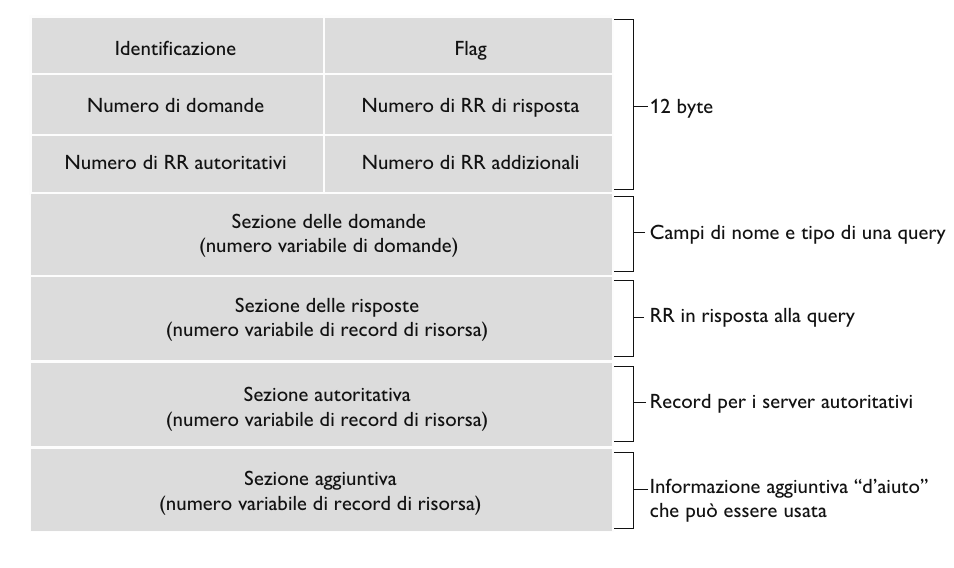 Identificazione
Flag
Numero di domande
Numero di RR di risposta
12 byte
Numero di RR autoritativi
Numero di RR addizionali
Sezione delle domande
(numero variabile di domande)
Campi di nome e tipo di una query
Sezione delle risposte
(numero variabile di record di risorsa)
RR in risposta alla query
Sezione autoritativa
(numero variabile di record di risorsa)
Record per i server autoritativi
Sezione aggiuntiva
(numero variabile di record di risorsa)
Informazione aggiuntiva “d’aiuto”
che può essere usata